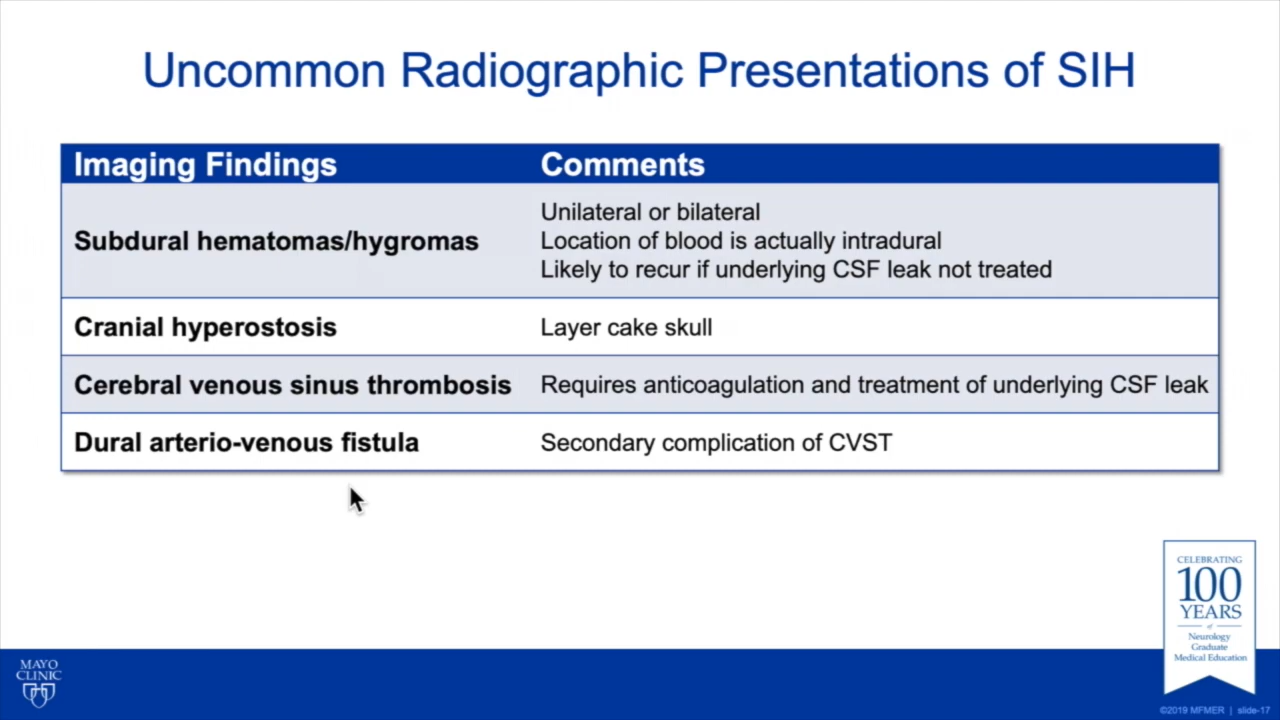 Uncommon Radiographic Presentations of SIH
Imaging Findings
Comments
Subdural hematomas/hygromas
Unilateral or bilateral
Location of blood is actually intradural
Likely to recur if underlying CSF leak not treated
Cranial hyperostosis
Layer cake skull
Cerebral venous sinus thrombosis
Requires anticoagulation and treatment of underlying CSF leak
Dural arterio-venous fistula
Secondary complication of CVST
CELEBRATING
100
YEARS
of
Neurology
Graduate
Medical Education
MAYO
CLINIC
©2019 MFMER | slide-17